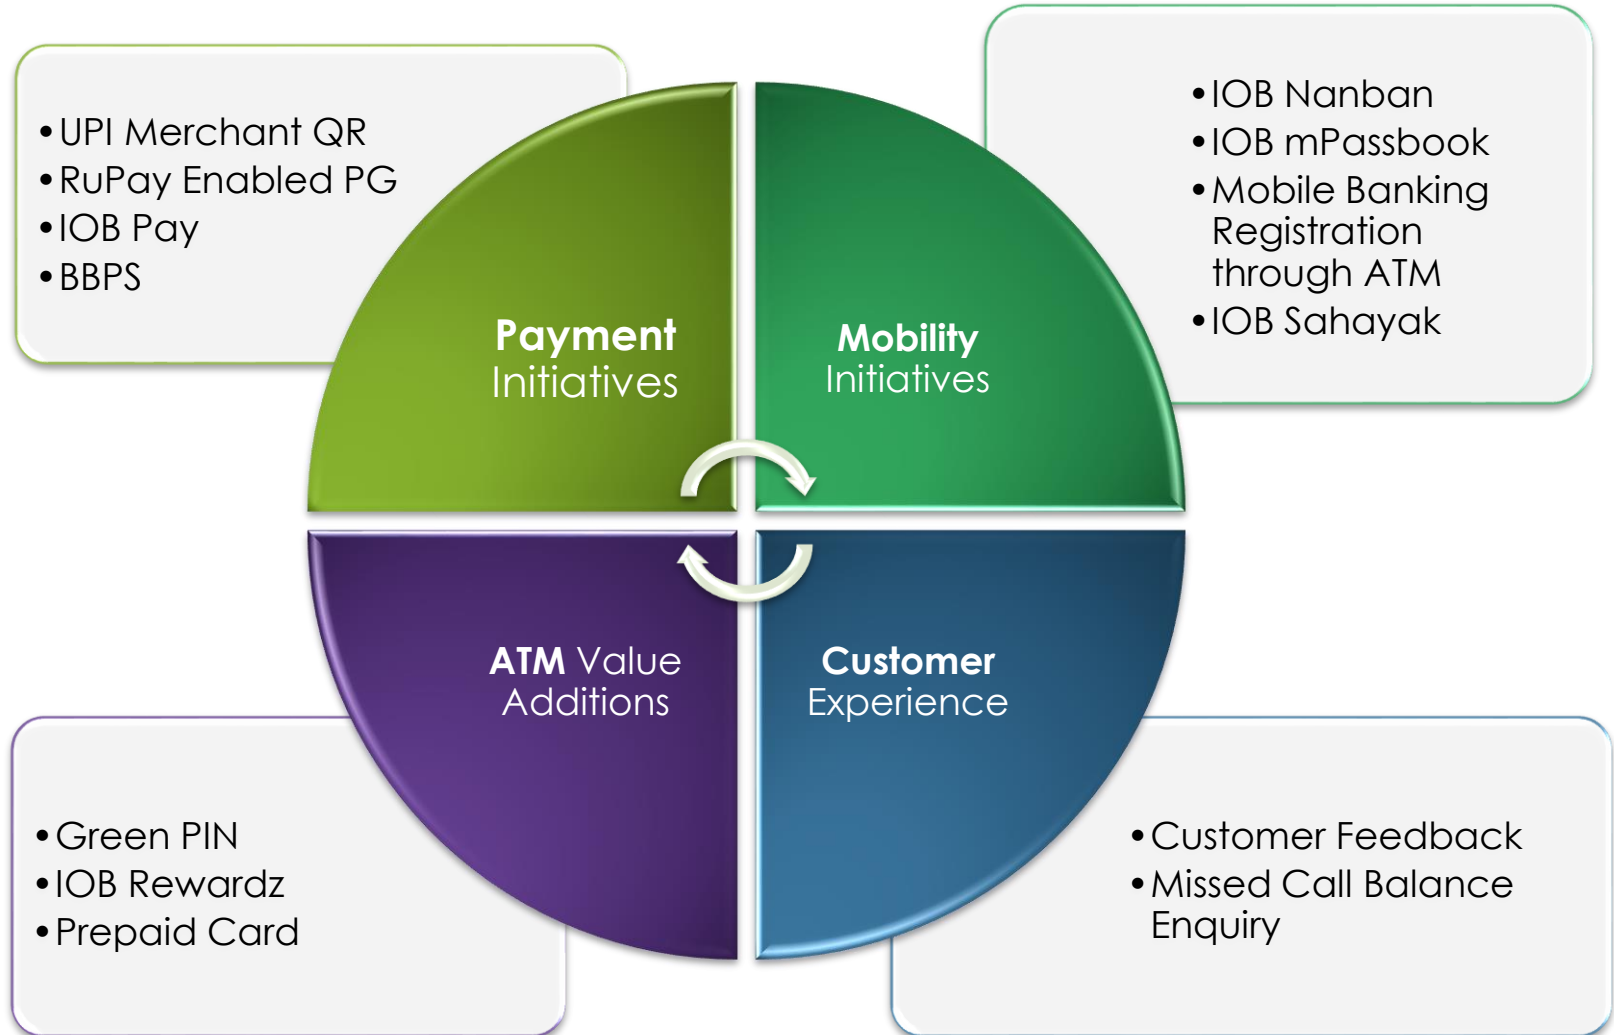 • UPI Merchant QR
• RuPay Enabled PG
• IOB Pay
• BBPS
Payment
Initiatives
• IOB Nanban
• IOB mPassbook
• Mobile Banking
Registration
through ATM
• IOB Sahayak
Mobility
Initiatives
ATM Value
Additions
• Green PIN
• IOB Rewardz
• Prepaid Card
Customer
Experience
• Customer Feedback
• Missed Call Balance
Enquiry